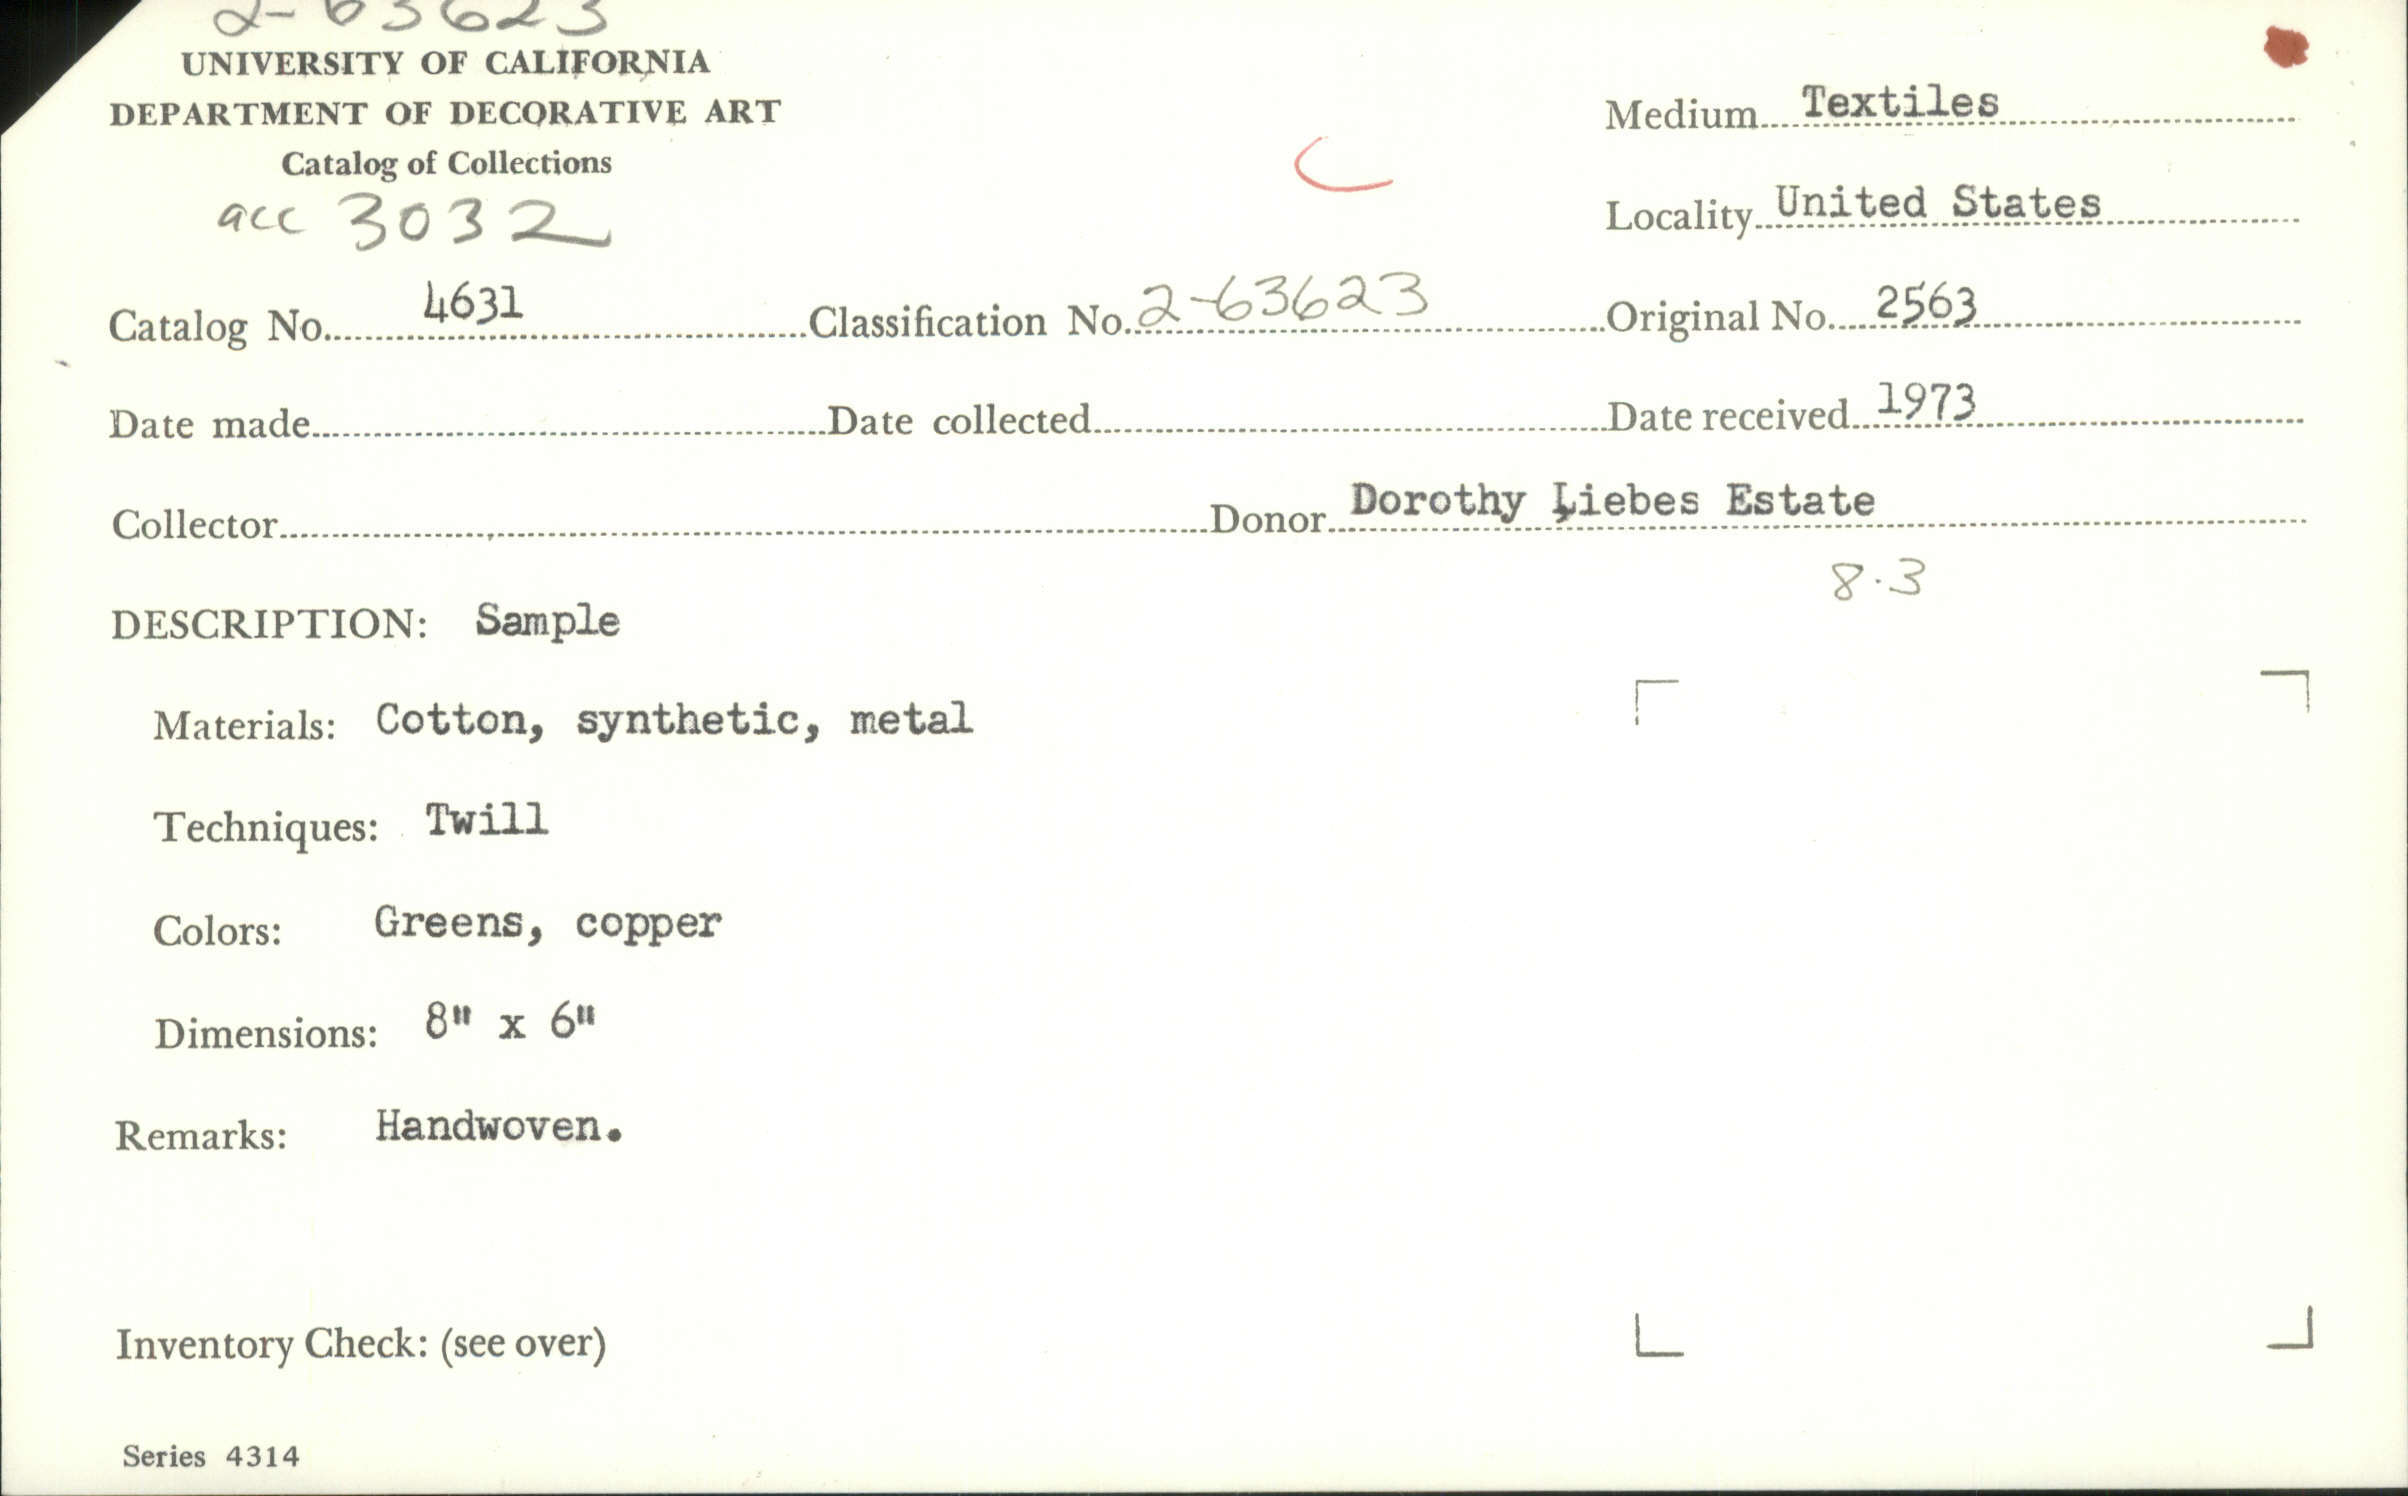 2-63623
UNIVERSITY OF CALIFORNIA
DEPARTMENT OF DECORATIVE ART
Catalog of Collections
acc 3032
C
Medium Textiles
Locality United States
Catalog No. 4631 Classification No. 2-63623 Original No. 2563
Date made Date collected Date received 1973
Collector Donor Dorothy Liebes Estate
8.3
DESCRIPTION: Sample
Materials: Cotton, synthetic, metal
Techniques: Twill
Colors: Greens, copper
Dimensions: 8" x 6"
Remarks: Handwoven.
Inventory Check: (see over)
Series 4314